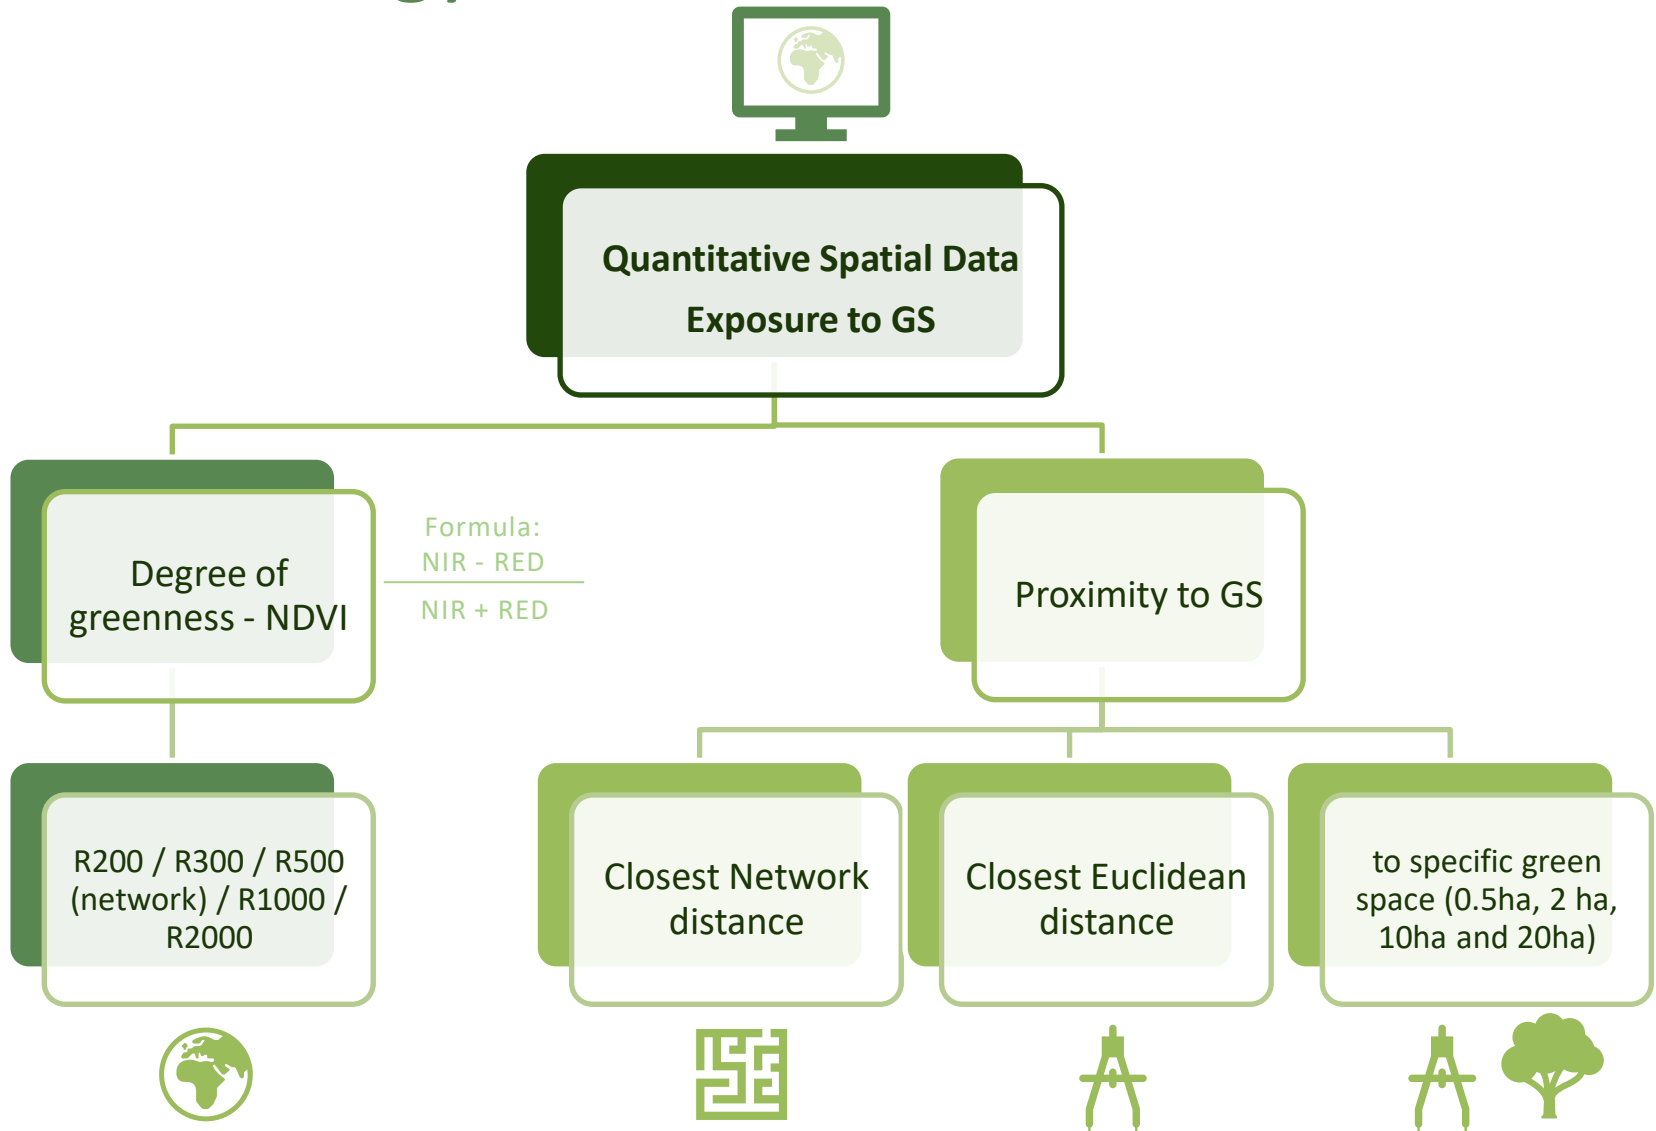 Quantitative Spatial Data
Exposure to GS
Degree of
greenness - NDVI
Formula:
NIR - RED
NIR + RED
Proximity to GS
R200 / R300 / R500
(network) / R1000 /
R2000
Closest Network
distance
Closest Euclidean
distance
to specific green
space (0.5ha, 2 ha,
10ha and 20ha)